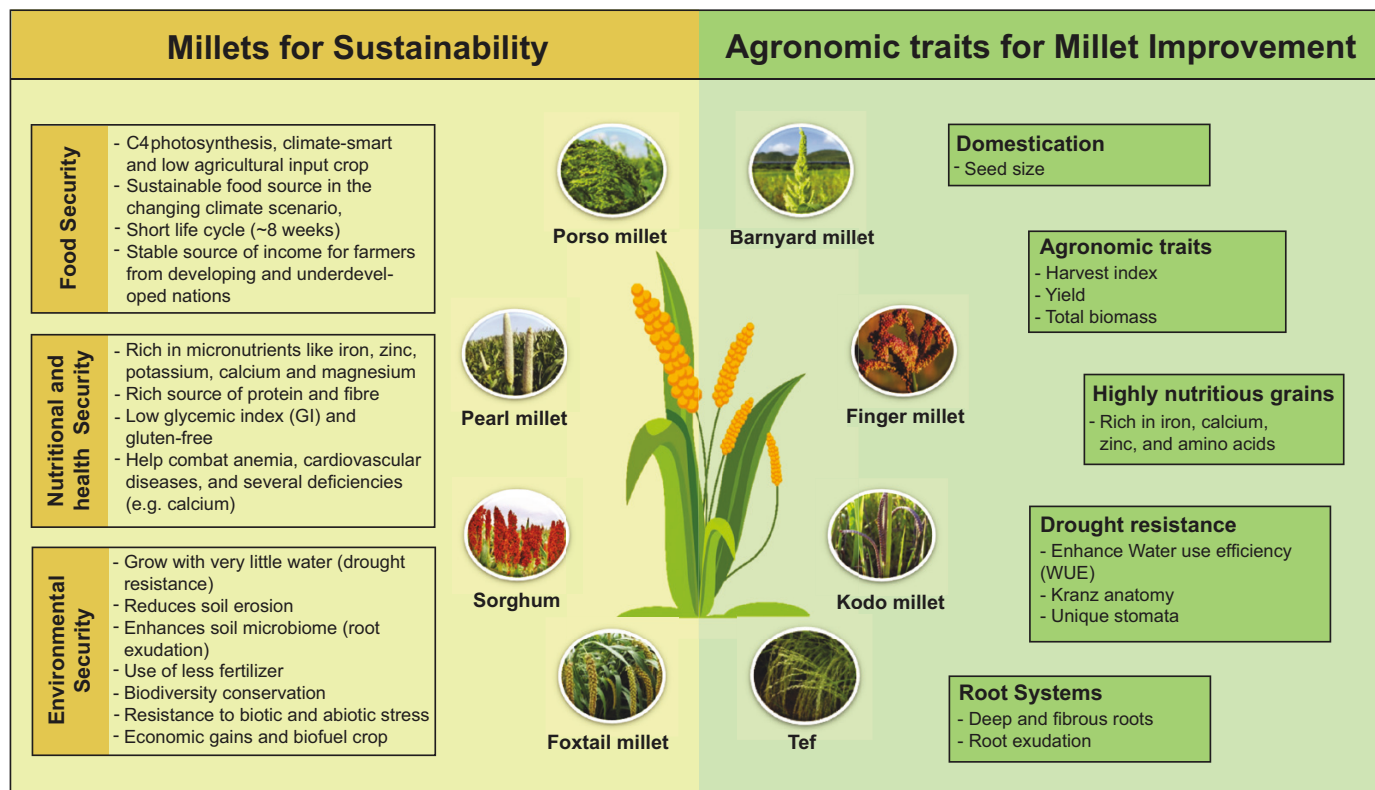 Millets for Sustainability
Agronomic traits for Millet Improvement
Food Security
- C4 photosynthesis, climate-smart
and low agricultural input crop
- Sustainable food source in the
changing climate scenario,
- Short life cycle (~8 weeks)
- Stable source of income for farmers
from developing and underdevel-
oped nations
Nutritional and
health Security
- Rich in micronutrients like iron, zinc,
potassium, calcium and magnesium
- Rich source of protein and fibre
- Low glycemic index (GI) and
gluten-free
- Help combat anemia, cardiovascular
diseases, and several deficiencies
(e.g. calcium)
Environmental
Security
- Grow with very little water (drought
resistance)
- Reduces soil erosion
- Enhances soil microbiome (root
exudation)
- Use of less fertilizer
- Biodiversity conservation
- Resistance to biotic and abiotic stress
- Economic gains and biofuel crop
Porso millet
Barnyard millet
Pearl millet
Finger millet
Sorghum
Kodo millet
Foxtail millet
Tef
Domestication
- Seed size
Agronomic traits
- Harvest index
- Yield
- Total biomass
Highly nutritious grains
- Rich in iron, calcium,
zinc, and amino acids
Drought resistance
- Enhance Water use efficiency
(WUE)
- Kranz anatomy
- Unique stomata
Root Systems
- Deep and fibrous roots
- Root exudation